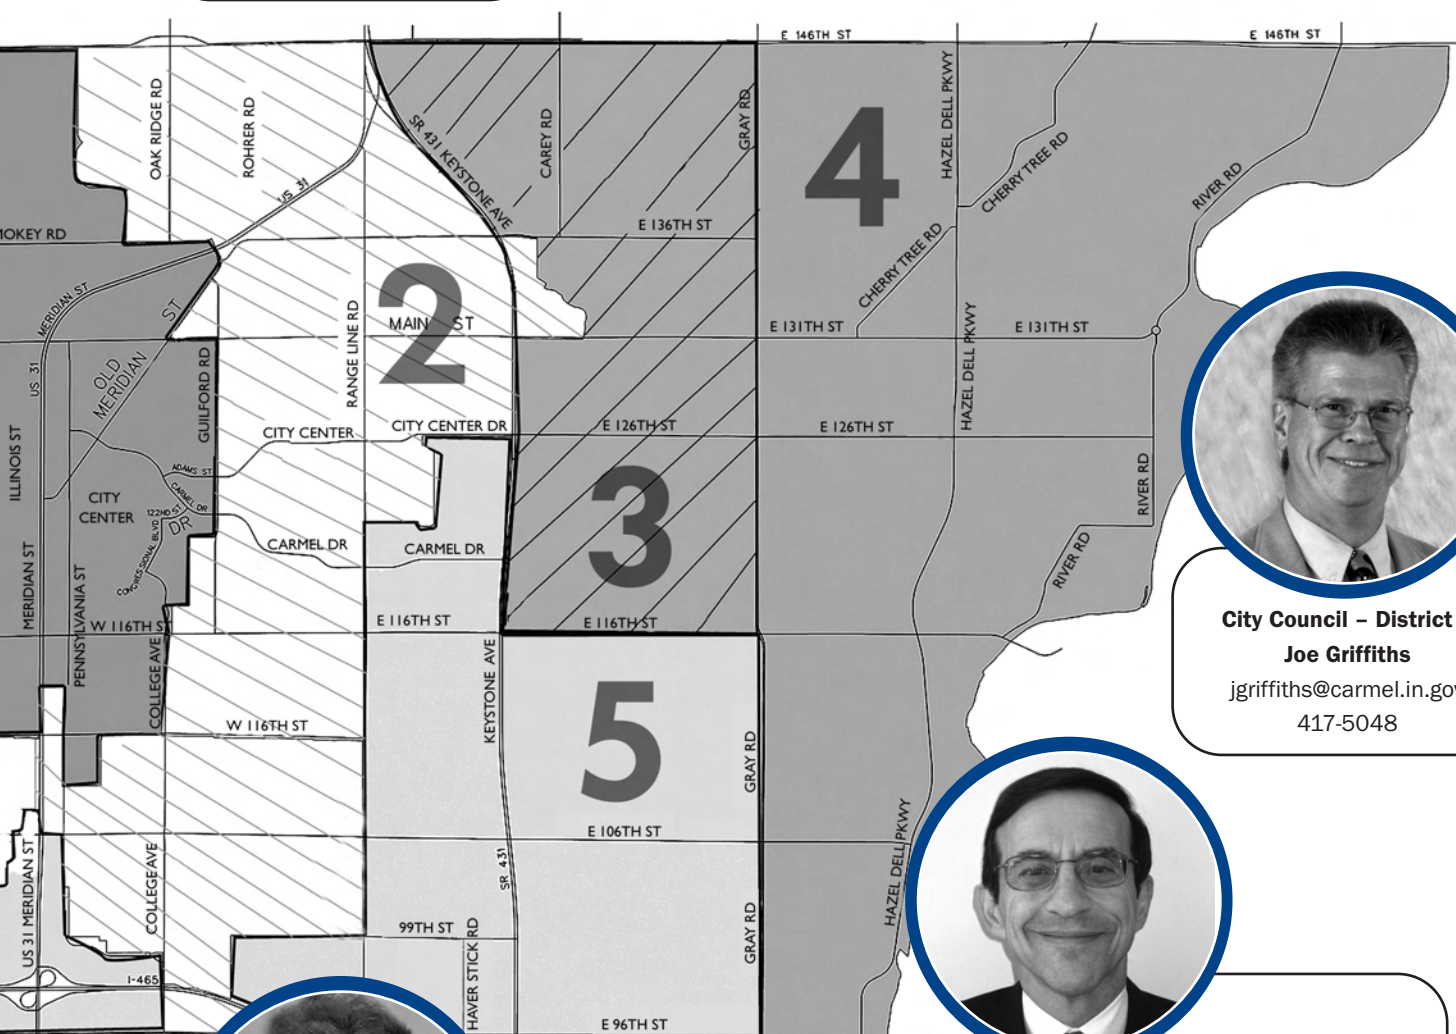 E 146TH ST
E 146TH ST
OAK RIDGE RD
ROHRER RD
US 31
SR 431 KEYSTONE AVE
CAREY RD
GRAY RD
4
HAZEL DELL PKWY
CHERRY TREE RD
RIVER RD
E 136TH ST
CHERRY TREE RD
MERIDIAN ST
ST
2
MAIN ST
RANGE LINE RD
E 131TH ST
E 131TH ST
HAZEL DELL PKWY
US 31
OLD
MERIDIAN
GUILFORD RD
CITY CENTER
CITY CENTER DR
E 126TH ST
E 126TH ST
ILLINOIS ST
ADAMS ST
CITY
CENTER
CARMEL DR
122ND ST
DR
CONGRESSIONAL BLVD
CARMEL DR
CARMEL DR
3
RIVER RD
RIVER RD
MERIDIAN ST
PENNSYLVANIA ST
W 116TH S
E 116TH ST
E 116TH ST
COLLEGE AVE
KEYSTONE AVE
5
GRAY RD
W 116TH ST
City Council – District
Joe Griffiths
jgriffiths@carmel.in.gov
417-5048
E 106TH ST
US 31 MERIDIAN ST
COLLEGE AVE
SR 431
HAZEL DELL PKWY
99TH ST
HAVER STICK RD
GRAY RD
I-465
E 96TH ST